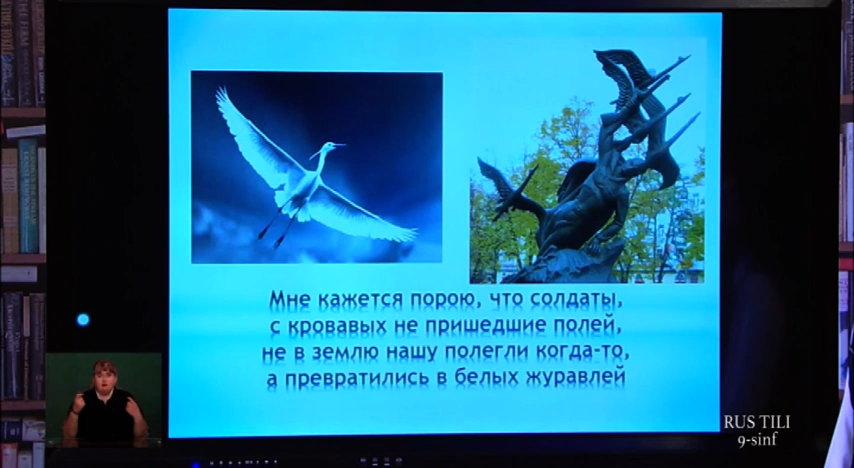 Мне кажется порою, что солдаты,
с кровавых не пришедшие полей,
не в землю нашу полегли когда-то,
а превратились в белых журавлей
RUS TILI
9-sinf